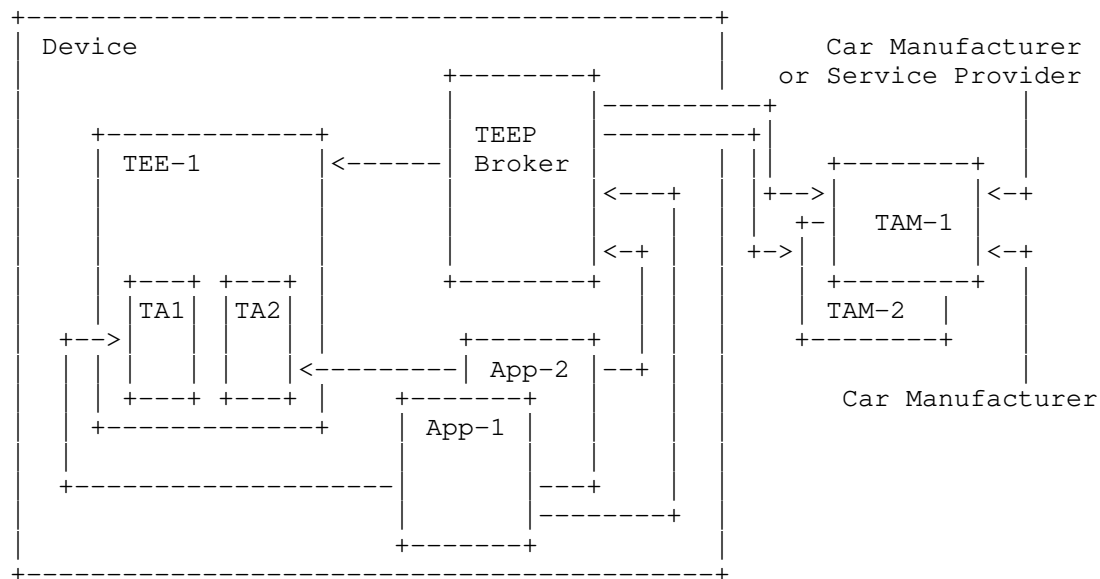 Device Car Manufacturer
or Service Provider
TEEP
TEE-1 Broker
TAM-1
TA1 TA2 TAM-2
App-2
Car Manufacturer
App-1